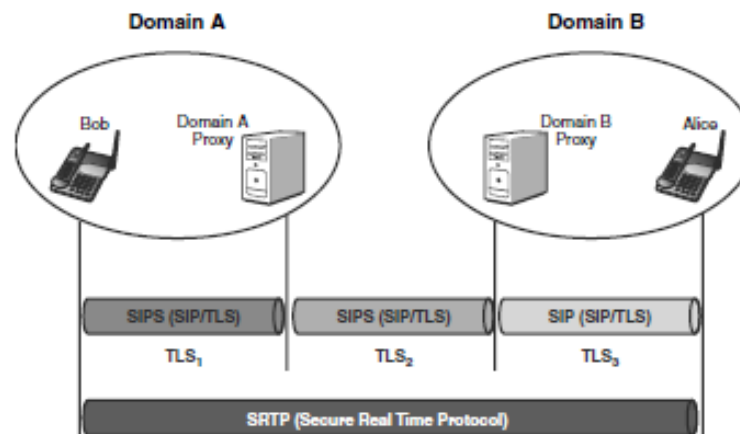 Domain A
Domain B
Bob
Domain A
Proxy
Domain B
Proxy
Alice
SIPS (SIP/TLS)
SIPS (SIP/TLS)
SIP (SIP/TLS)
TLS₁
TLS₂
TLS₃
SRTP (Secure Real Time Protocol)